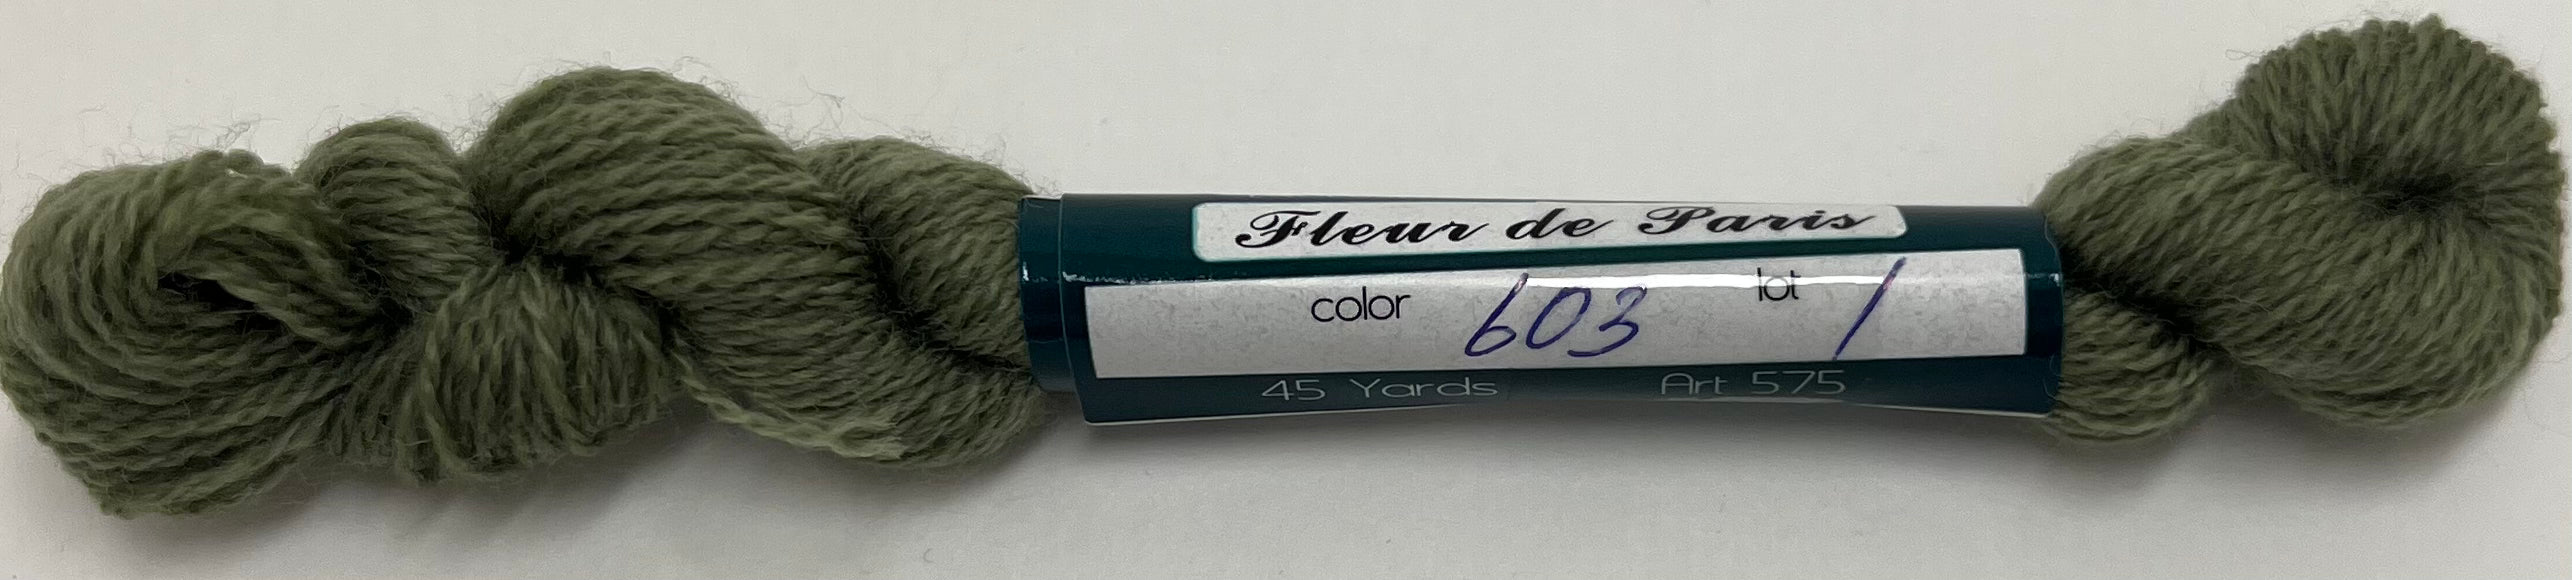 Fleur de Paris
color 603 lot 1
45 Yards Art 575